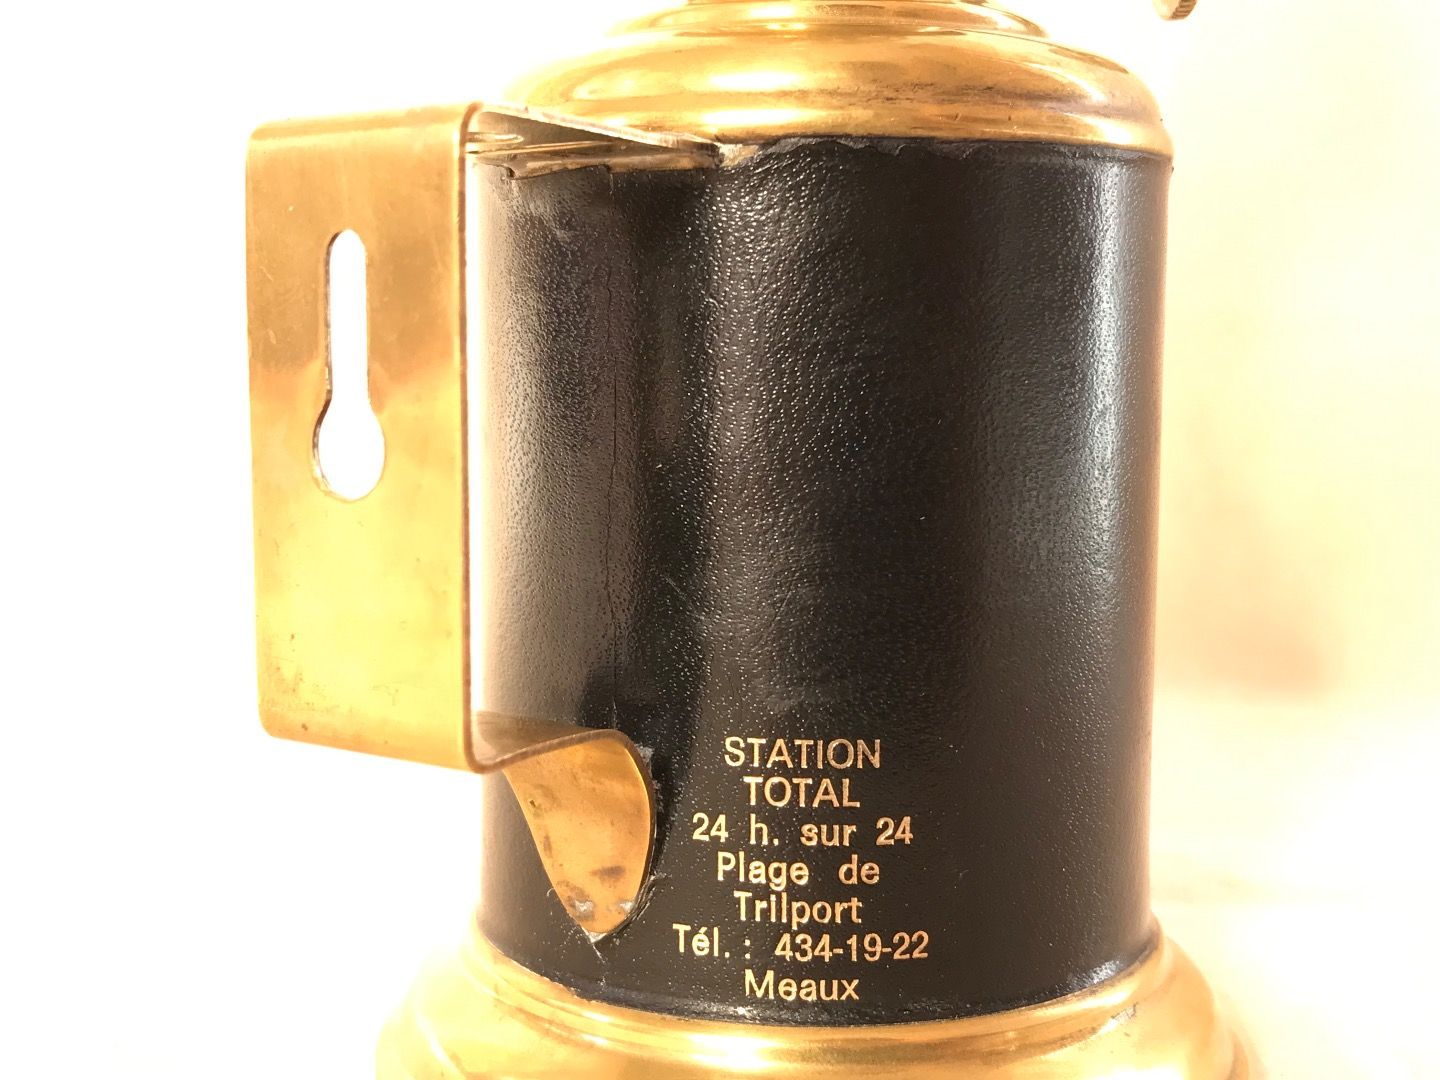 STATION
TOTAL
24 h. sur 24
Plage de
Trilport
Tél. : 434-19-22
Meaux